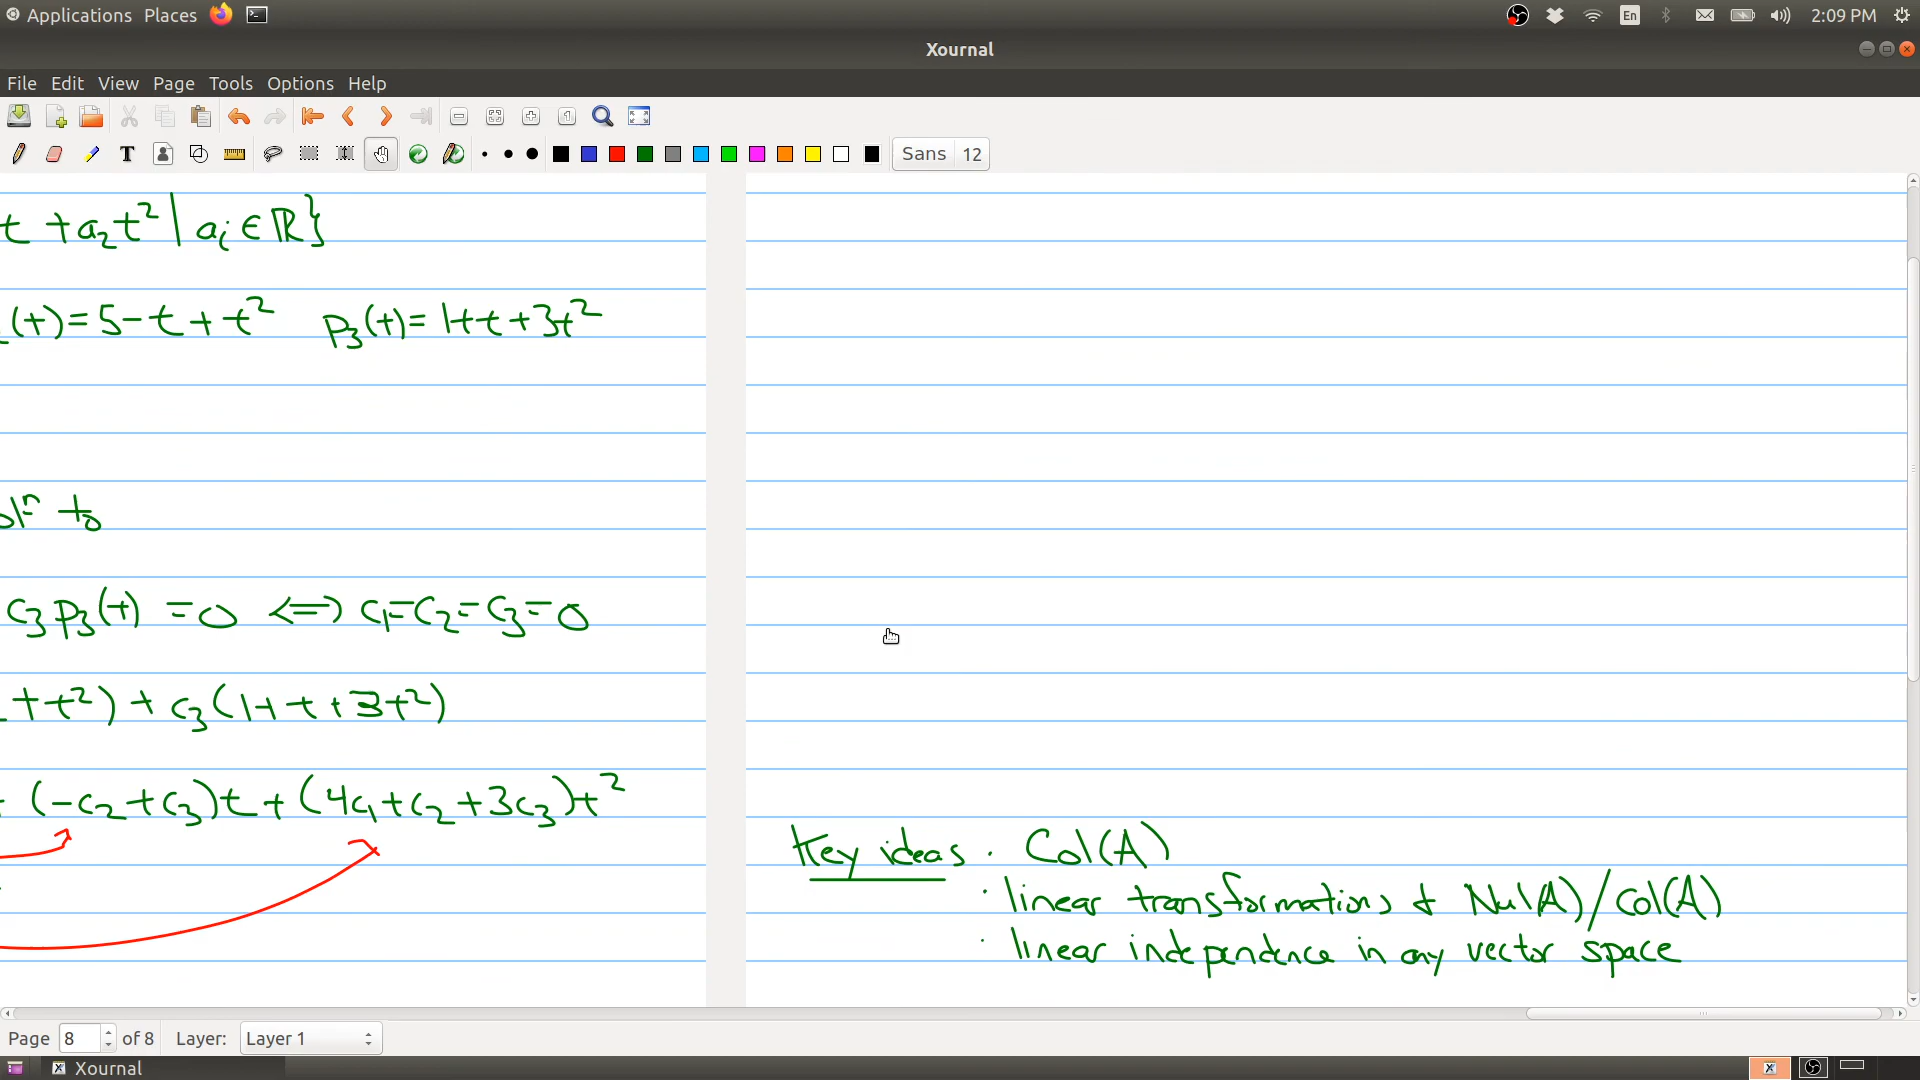 Applications Places En 2:09 PM
Xournal
File Edit View Page Tools Options Help
T Sans 12
t + a₂t² | aᵢ ∈ ℝ}
(t) = 5 - t + t² p₃(t) = 1 + t + 3t²
to
c₃p₃(t) = 0 <=> c₁ = c₂ = c₃ = 0
+ t²) + c₃(1 + t + 3t²)
(-c₂ + c₃)t + (4c₁ + c₂ + 3c₃)t²
Key ideas · Col(A)
· linear transformations & Nul(A)/Col(A)
· linear independence in any vector space
Page 8 of 8 Layer: Layer 1
Xournal